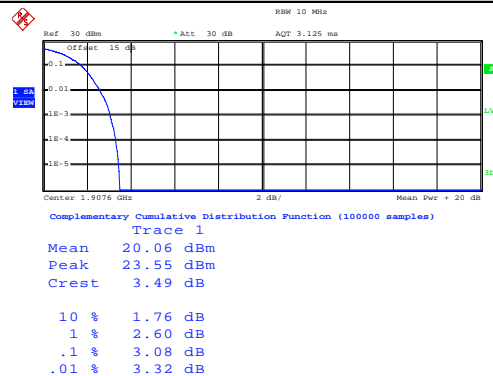 RBW 10 MHz
Ref 30 dBm *Att 30 dB AQT 3.125 ms
Offset 15 dB
0.1
0.01
1E-3
1E-4
1E-5
1 SA
VIEW
A
LV
3D
Center 1.9076 GHz 2 dB/ Mean Pwr + 20 dB
Complementary Cumulative Distribution Function (100000 samples)
Trace 1
Mean 20.06 dBm
Peak 23.55 dBm
Crest 3.49 dB
10 % 1.76 dB
1 % 2.60 dB
.1 % 3.08 dB
.01 % 3.32 dB